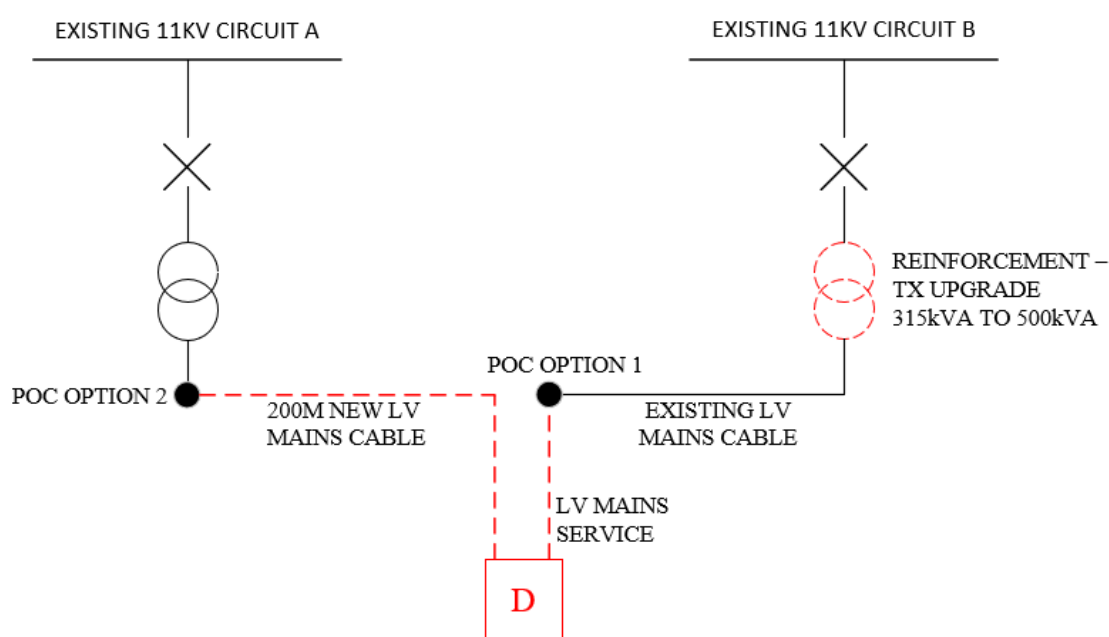 EXISTING 11KV CIRCUIT A
EXISTING 11KV CIRCUIT B
REINFORCEMENT –
TX UPGRADE
315kVA TO 500kVA
POC OPTION 1
POC OPTION 2
200M NEW LV
MAINS CABLE
EXISTING LV
MAINS CABLE
LV MAINS
SERVICE
D